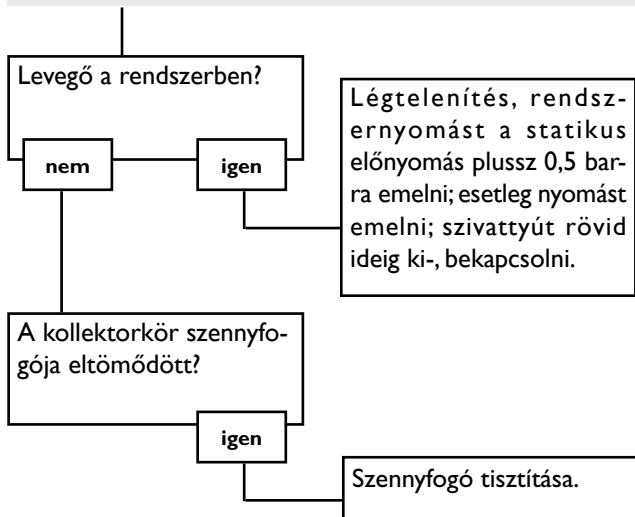 Levegő a rendszerben?
nem
igen
Légtelenítés, rendsz-
ernyomást a statikus
előnyomás plussz 0,5 bar-
ra emelni; esetleg nyomást
emelni; szivattyút rövid
ideig ki-, bekapcsolni.
A kollektorkör szennyfo-
gója eltömődött?
igen
Szennyfogó tisztítása.